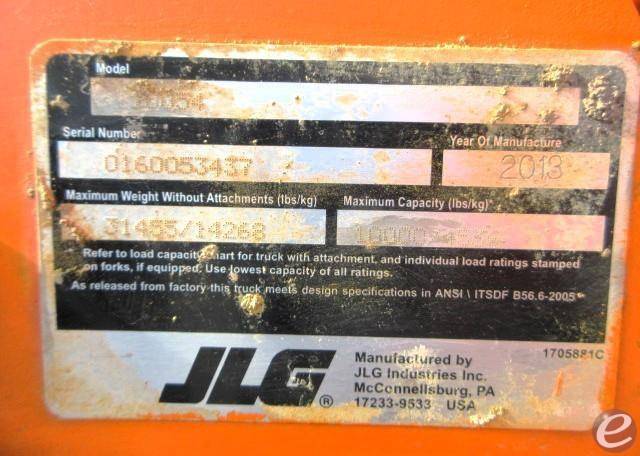 Model
Serial Number
0160053437
Year Of Manufacture
2013
Maximum Weight Without Attachments (lbs/kg)
31455/14268
Maximum Capacity (lbs/kg)
Refer to load capacity chart for truck with attachment, and individual load ratings stamped
on forks, if equipped. Use lowest capacity of all ratings.
As released from factory this truck meets design specifications in ANSI \ ITSDF B56.6-2005
JLG®
Manufactured by
JLG Industries Inc.
McConnellsburg, PA
17233-9533 USA
1705881C
e